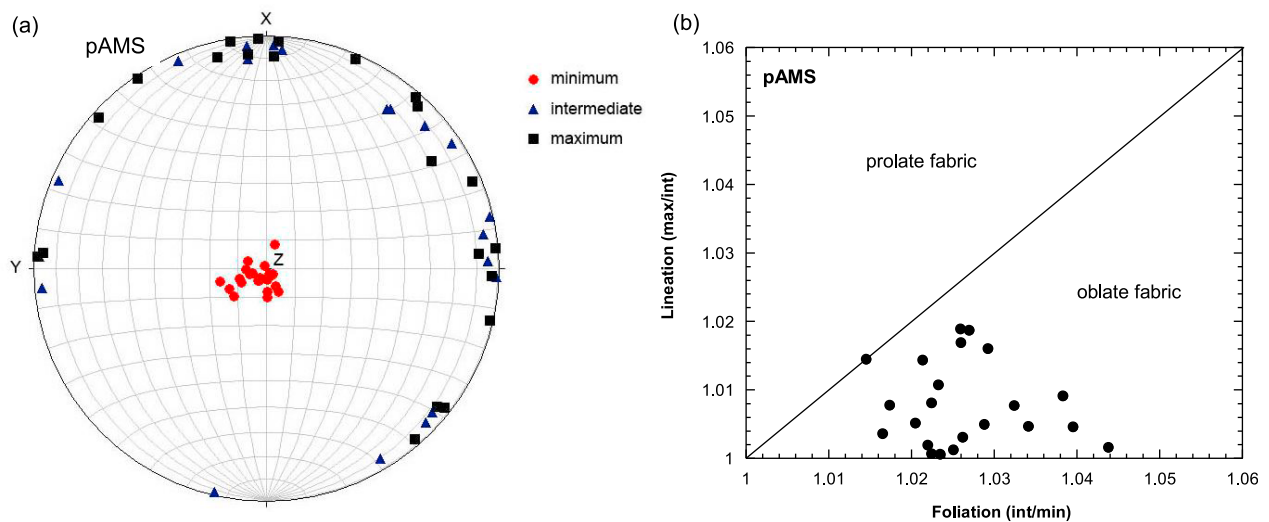 (a)
pAMS
X
Y
Z
minimum
intermediate
maximum
(b)
pAMS
prolate fabric
oblate fabric
Lineation (max/int)
1.06
1.05
1.04
1.03
1.02
1.01
1
1 1.01 1.02 1.03 1.04 1.05 1.06
Foliation (int/min)